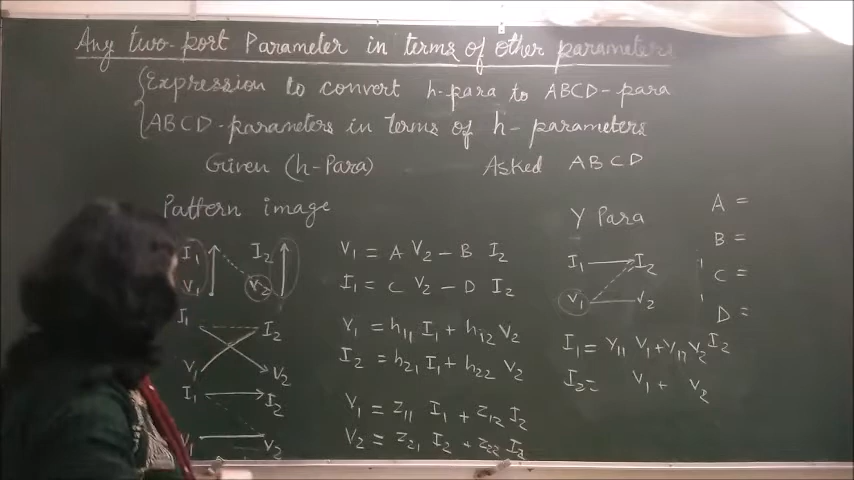 Any two-port Parameter in terms of other parameters
Expression to convert h-para to ABCD-para
ABCD-parameters in terms of h-parameters
Given (h-Para) Asked ABCD
Pattern image
I₁ I₂
V₁ V₂
I₁ I₂
V₁ V₂
I₁ I₂
V₁ V₂
V₁ = A V₂ - B I₂
I₁ = C V₂ - D I₂
V₁ = h₁₁ I₁ + h₁₂ V₂
I₂ = h₂₁ I₁ + h₂₂ V₂
V₁ = Z₁₁ I₁ + Z₁₂ I₂
V₂ = Z₂₁ I₂ + Z₂₂ I₂
Y Para
I₁ I₂
V₁ V₂
I₁ = Y₁₁ V₁ + Y₁₂ V₂ I₂
I₂ = V₁ + V₂
A =
B =
C =
D =